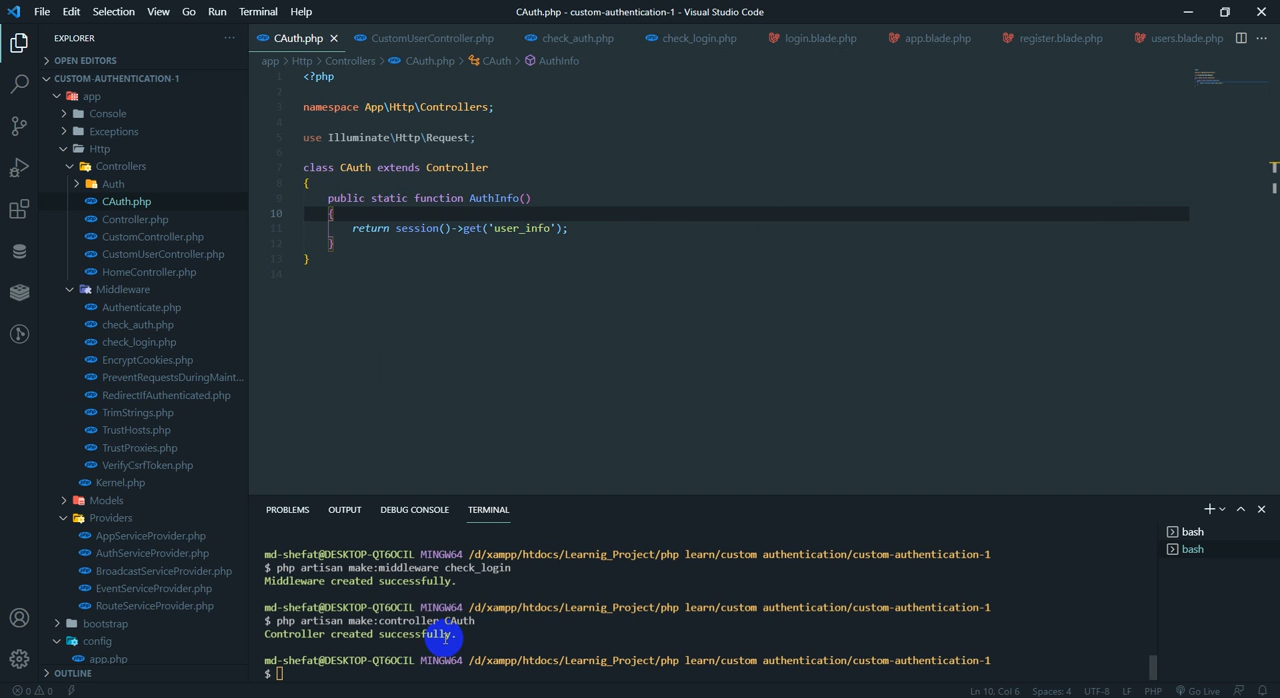 File Edit Selection View Go Run Terminal Help
CAuth.php - custom-authentication-1 - Visual Studio Code
EXPLORER
OPEN EDITORS
CUSTOM-AUTHENTICATION-1
app
Console
Exceptions
Http
Controllers
Auth
CAuth.php
Controller.php
CustomController.php
CustomUserController.php
HomeController.php
Middleware
Authenticate.php
check_auth.php
check_login.php
EncryptCookies.php
PreventRequestsDuringMaint...
RedirectIfAuthenticated.php
TrimStrings.php
TrustHosts.php
TrustProxies.php
VerifyCsrfToken.php
Kernel.php
Models
Providers
AppServiceProvider.php
AuthServiceProvider.php
BroadcastServiceProvider.php
EventServiceProvider.php
RouteServiceProvider.php
bootstrap
config
app.php
OUTLINE
CAuth.php CustomUserController.php check_auth.php check_login.php login.blade.php app.blade.php register.blade.php users.blade.php
app > Http > Controllers > CAuth.php > CAuth > AuthInfo
1 <?php
2
3 namespace App\Http\Controllers;
4
5 use Illuminate\Http\Request;
6
7 class CAuth extends Controller
8 {
9 public static function AuthInfo()
10 {
11 return session()->get('user_info');
12 }
13 }
14
PROBLEMS OUTPUT DEBUG CONSOLE TERMINAL
md-shefat@DESKTOP-QT6OCIL MINGW64 /d/xampp/htdocs/Learnig_Project/php learn/custom authentication/custom-authentication-1
$ php artisan make:middleware check_login
Middleware created successfully.
md-shefat@DESKTOP-QT6OCIL MINGW64 /d/xampp/htdocs/Learnig_Project/php learn/custom authentication/custom-authentication-1
$ php artisan make:controller CAuth
Controller created successfully.
md-shefat@DESKTOP-QT6OCIL MINGW64 /d/xampp/htdocs/Learnig_Project/php learn/custom authentication/custom-authentication-1
$
bash
bash
0 0
Ln 10, Col 6 Spaces: 4 UTF-8 LF PHP Go Live